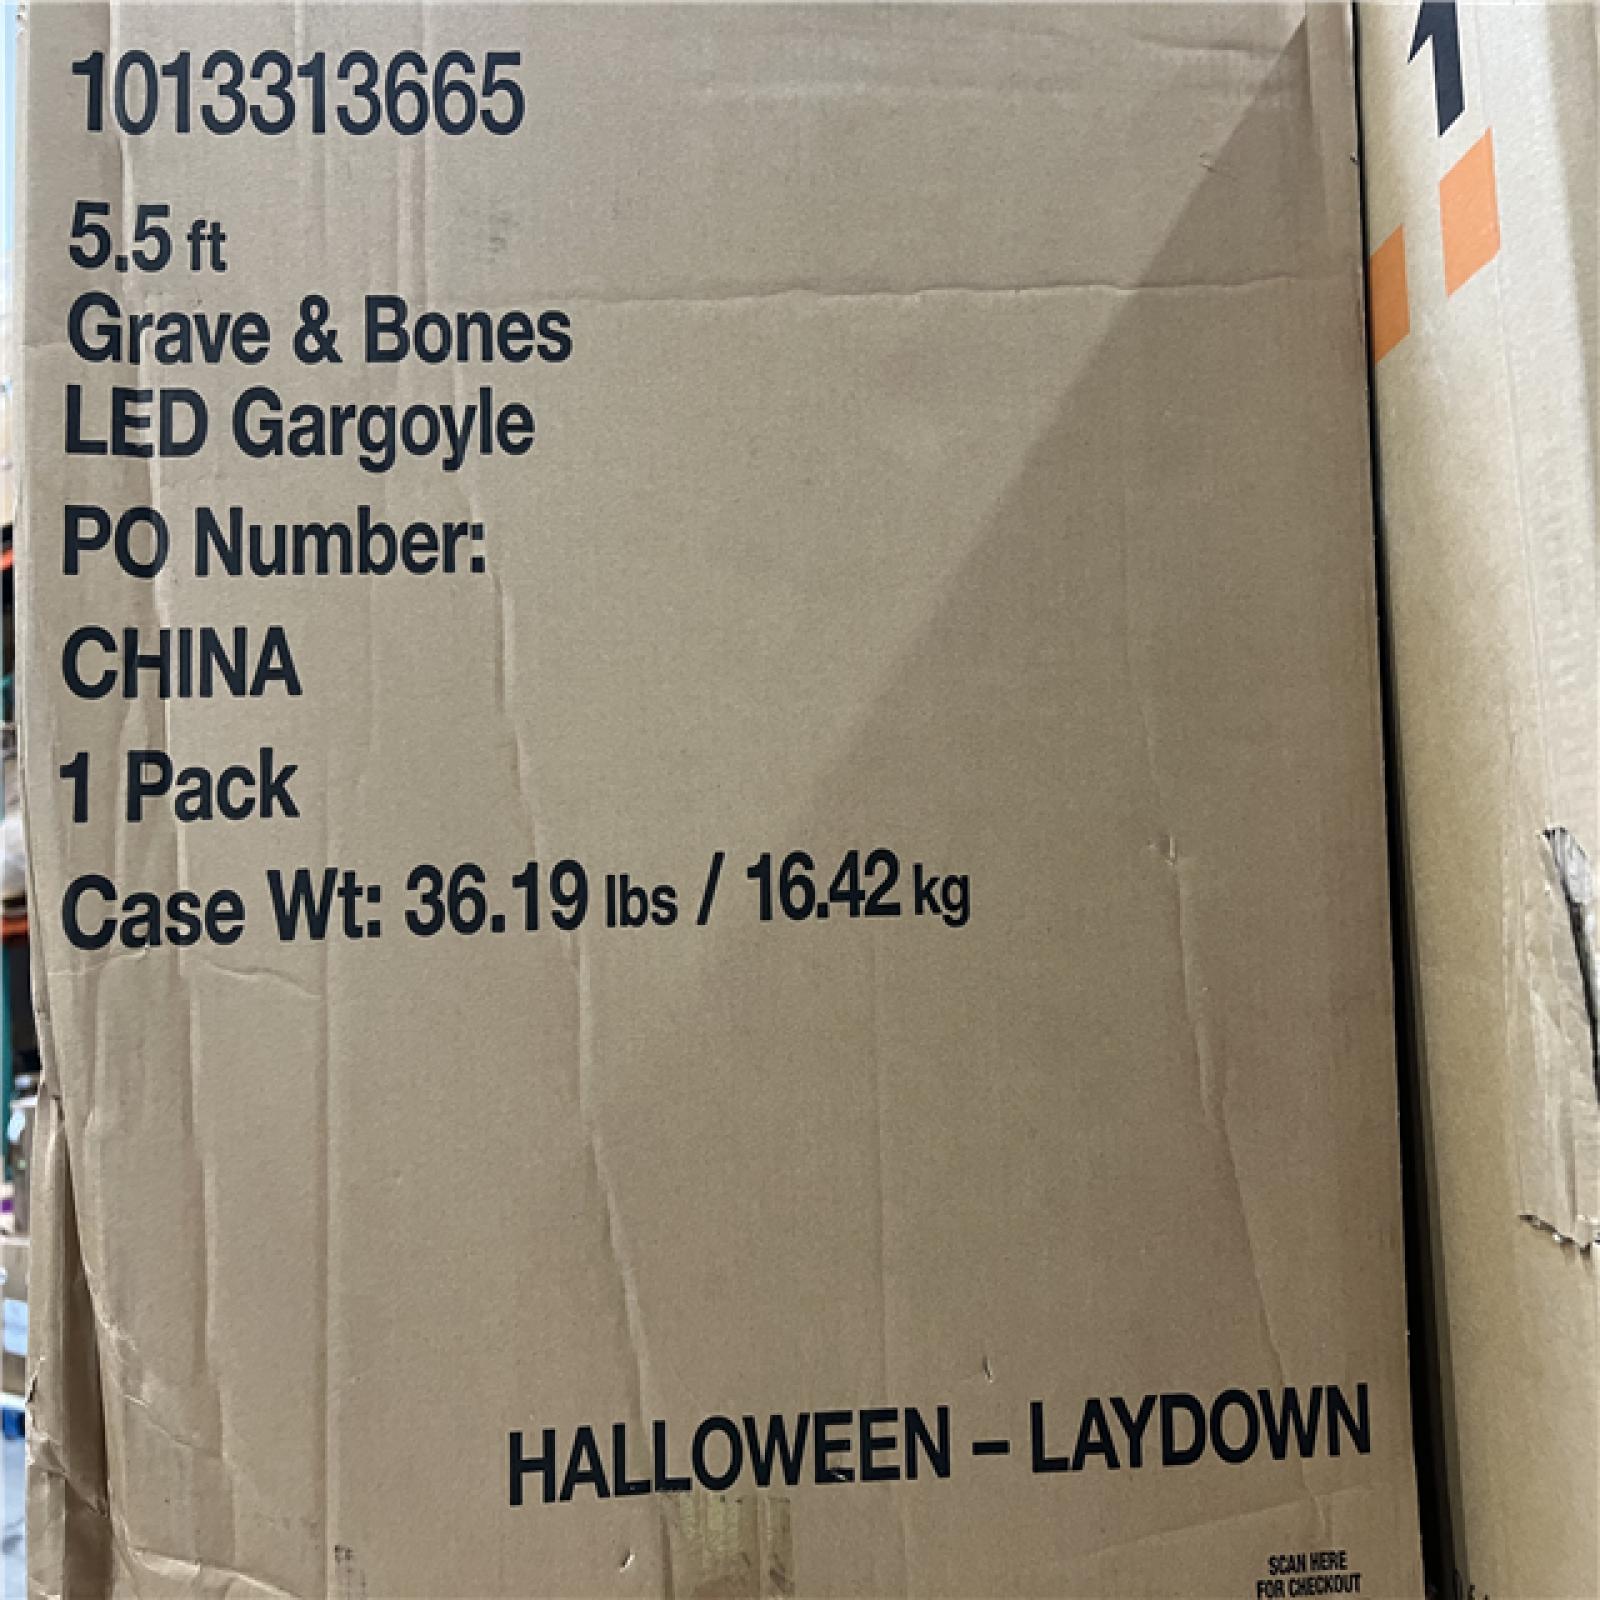 1013313665
5.5 ft
Grave & Bones
LED Gargoyle
PO Number:
CHINA
1 Pack
Case Wt: 36.19 lbs / 16.42 kg
HALLOWEEN – LAYDOWN
SCAN HERE
FOR CHECKOUT
1